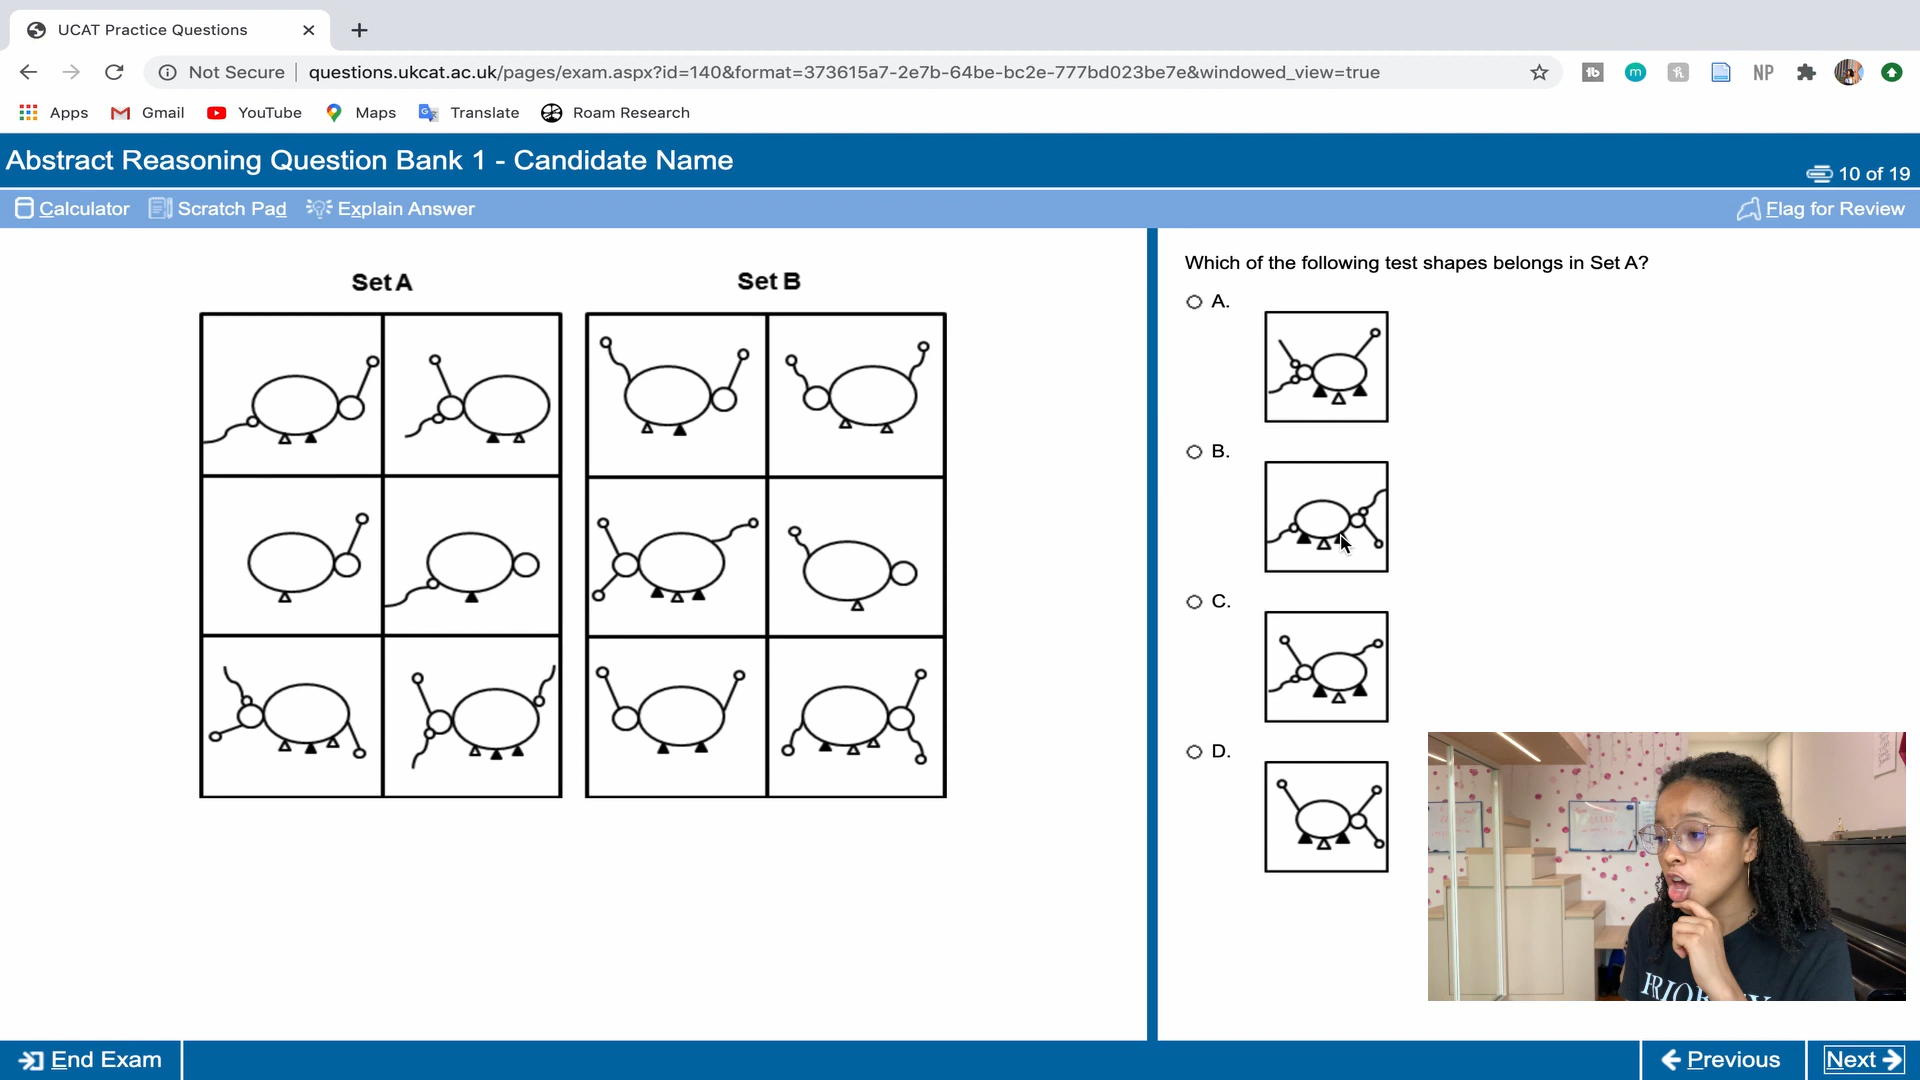 UCAT Practice Questions
Not Secure questions.ukcat.ac.uk/pages/exam.aspx?id=140&format=373615a7-2e7b-64be-bc2e-777bd023be7e&windowed_view=true
NP
Apps Gmail YouTube Maps Translate Roam Research
Abstract Reasoning Question Bank 1 - Candidate Name
10 of 19
Calculator Scratch Pad Explain Answer Flag for Review
Set A Set B
Which of the following test shapes belongs in Set A?
A.
B.
C.
D.
End Exam Previous Next